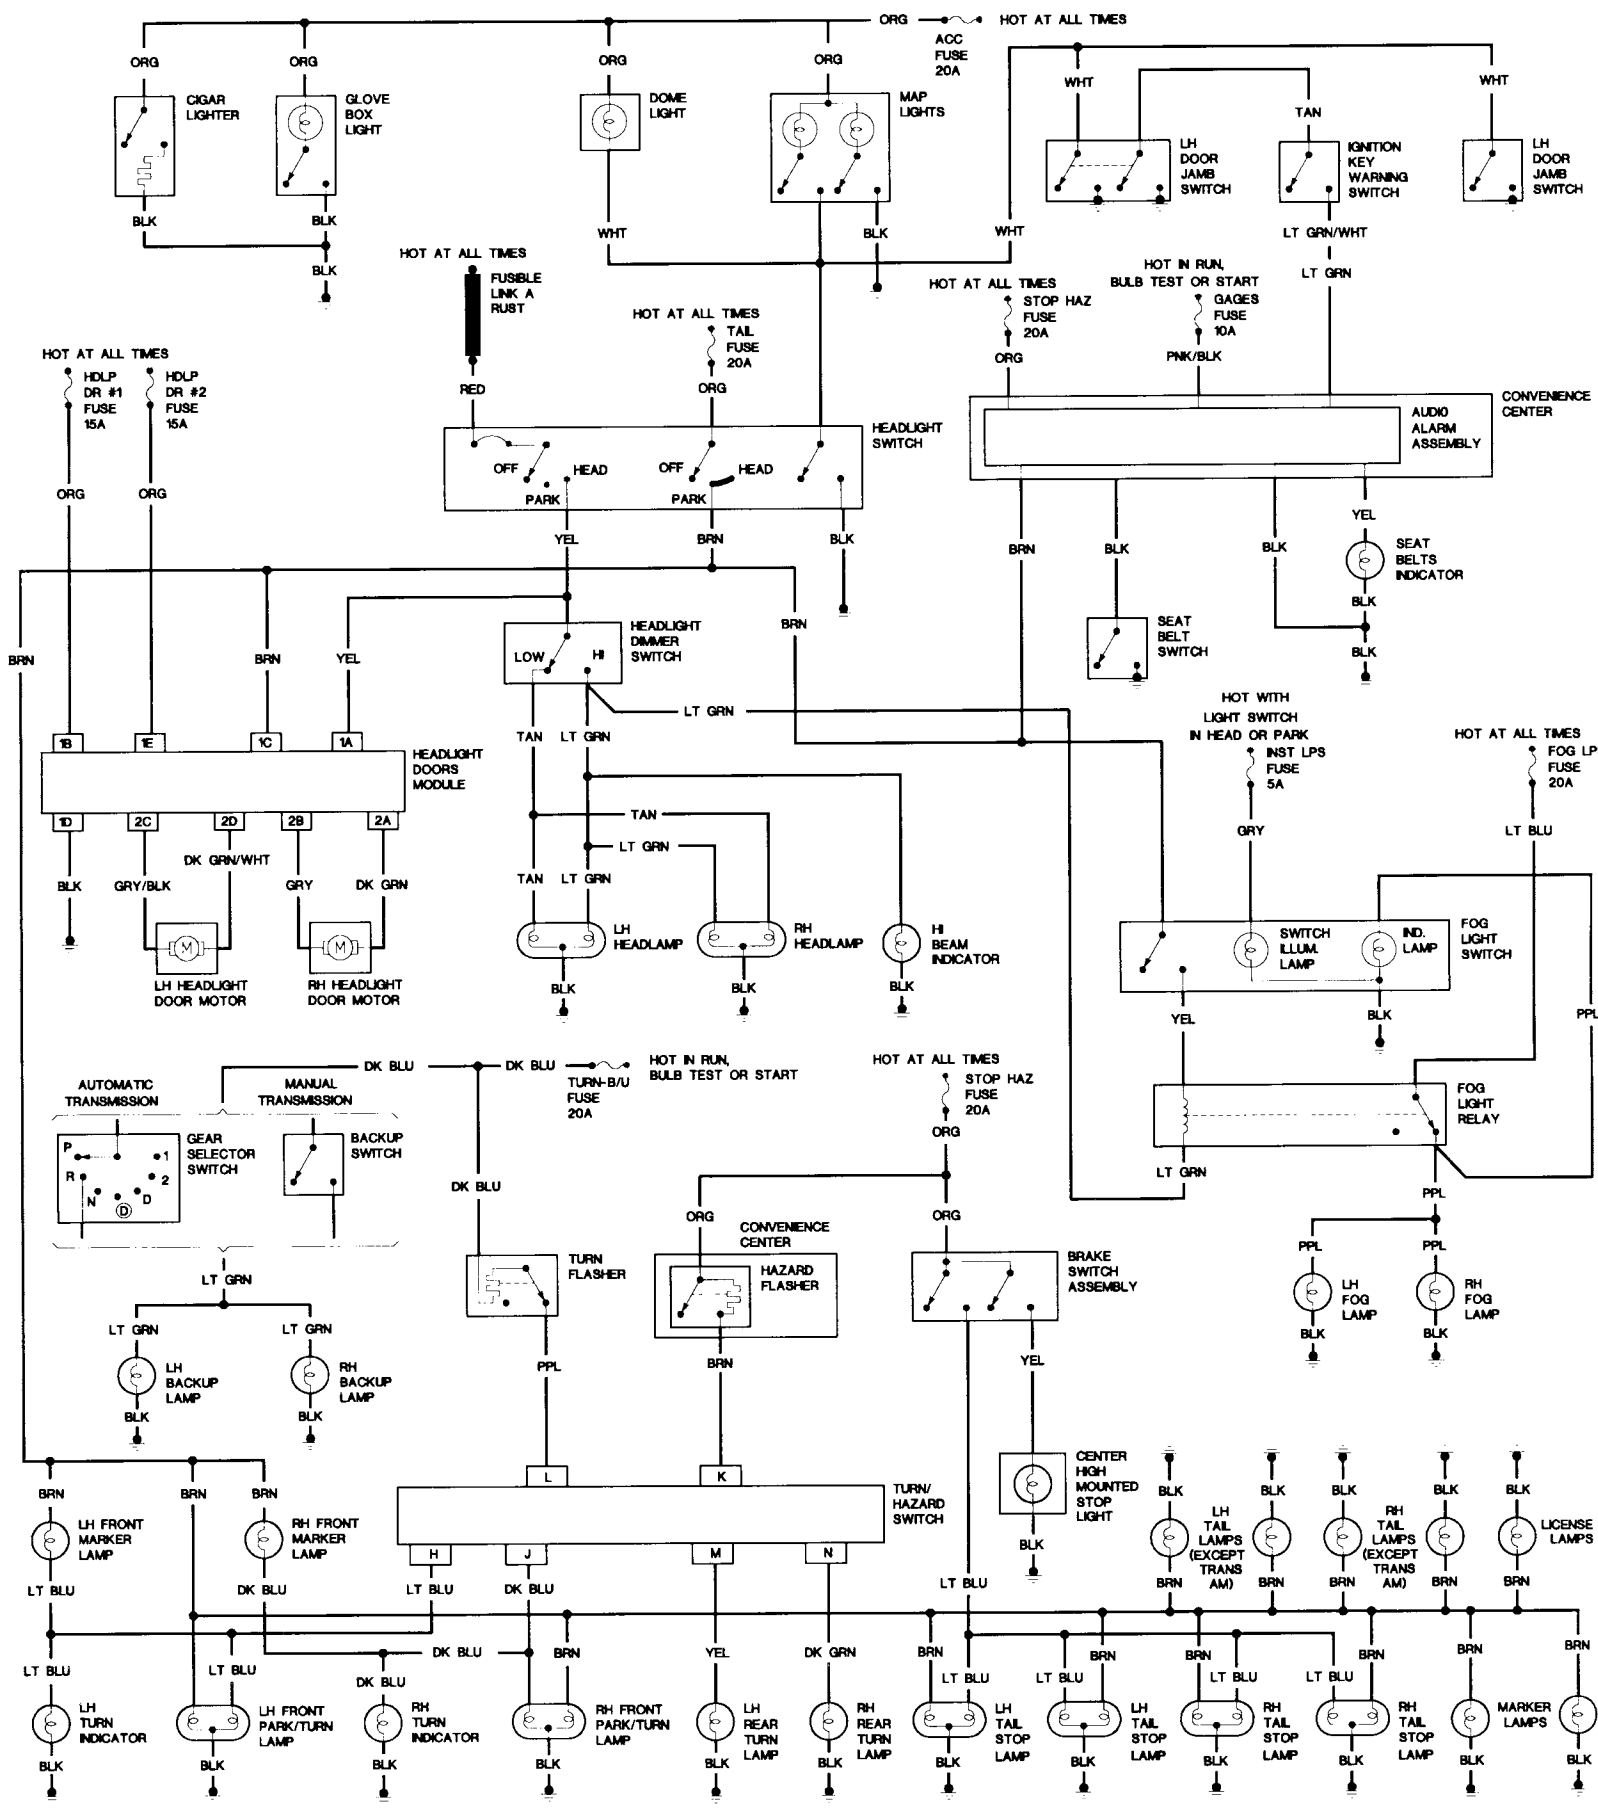 ORG
HOT AT ALL TIMES
ACC
FUSE
20A
ORG
ORG
ORG
ORG
WHT
WHT
CIGAR
LIGHTER
GLOVE
BOX
LIGHT
DOME
LIGHT
MAP
LIGHTS
TAN
LH
DOOR
JAMB
SWITCH
IGNITION
KEY
WARNING
SWITCH
LH
DOOR
JAMB
SWITCH
BLK
BLK
WHT
BLK
WHT
LT GRN/WHT
BLK
HOT AT ALL TIMES
FUSIBLE
LINK A
RUST
HOT AT ALL TIMES
STOP HAZ
FUSE
20A
HOT IN RUN,
BULB TEST OR START
GAGES
FUSE
10A
LT GRN
HOT AT ALL TIMES
TAIL
FUSE
20A
ORG
PNK/BLK
HOT AT ALL TIMES
HDLP
DR #1
FUSE
15A
HDLP
DR #2
FUSE
15A
RED
ORG
CONVENIENCE
CENTER
AUDIO
ALARM
ASSEMBLY
HEADLIGHT
SWITCH
OFF
HEAD
PARK
OFF
HEAD
PARK
ORG
ORG
YEL
BRN
BLK
BRN
BLK
BLK
YEL
SEAT
BELTS
INDICATOR
BLK
BLK
SEAT
BELT
SWITCH
BRN
BRN
YEL
HEADLIGHT
DIMMER
SWITCH
LOW
HI
BRN
LT GRN
TAN
LT GRN
HOT WITH
LIGHT SWITCH
IN HEAD OR PARK
INST LPS
FUSE
5A
HOT AT ALL TIMES
FOG LP
FUSE
20A
1B
1E
1C
1A
HEADLIGHT
DOORS
MODULE
1D
2C
2D
2B
2A
TAN
LT GRN
GRY
LT BLU
DK GRN/WHT
BLK
GRY/BLK
GRY
DK GRN
TAN
LT GRN
M
M
LH HEADLIGHT
DOOR MOTOR
RH HEADLIGHT
DOOR MOTOR
LH
HEADLAMP
RH
HEADLAMP
HI
BEAM
INDICATOR
BLK
BLK
BLK
SWITCH
ILLUM.
LAMP
IND.
LAMP
FOG
LIGHT
SWITCH
YEL
BLK
PPL
DK BLU
DK BLU
TURN-B/U
FUSE
20A
HOT IN RUN,
BULB TEST OR START
HOT AT ALL TIMES
STOP HAZ
FUSE
20A
FOG
LIGHT
RELAY
AUTOMATIC
TRANSMISSION
MANUAL
TRANSMISSION
P
R
N
D
D
2
1
GEAR
SELECTOR
SWITCH
BACKUP
SWITCH
DK BLU
ORG
ORG
ORG
LT GRN
PPL
CONVENIENCE
CENTER
TURN
FLASHER
HAZARD
FLASHER
BRAKE
SWITCH
ASSEMBLY
PPL
PPL
LH
FOG
LAMP
RH
FOG
LAMP
BLK
BLK
LT GRN
LT GRN
LT GRN
LH
BACKUP
LAMP
RH
BACKUP
LAMP
BLK
BLK
PPL
BRN
YEL
L
K
TURN/
HAZARD
SWITCH
H
J
M
N
CENTER
HIGH
MOUNTED
STOP
LIGHT
BLK
BRN
BRN
BRN
LH FRONT
MARKER
LAMP
RH FRONT
MARKER
LAMP
LT BLU
DK BLU
LT BLU
DK BLU
LT BLU
BLK
BLK
BLK
BLK
BLK
LH
TAIL
LAMPS
(EXCEPT
TRANS
AM)
RH
TAIL
LAMPS
(EXCEPT
TRANS
AM)
LICENSE
LAMPS
BRN
BRN
BRN
BRN
BRN
LT BLU
LT BLU
DK BLU
DK BLU
BRN
YEL
DK GRN
BRN
LT BLU
LT BLU
BRN
BRN
LT BLU
LT BLU
BRN
BRN
BRN
LH
TURN
INDICATOR
LH FRONT
PARK/TURN
LAMP
RH
TURN
INDICATOR
RH FRONT
PARK/TURN
LAMP
LH
REAR
TURN
LAMP
RH
REAR
TURN
LAMP
LH
TAIL
STOP
LAMP
LH
TAIL
STOP
LAMP
RH
TAIL
STOP
LAMP
RH
TAIL
STOP
LAMP
MARKER
LAMPS
BLK
BLK
BLK
BLK
BLK
BLK
BLK
BLK
BLK
BLK
BLK
BLK